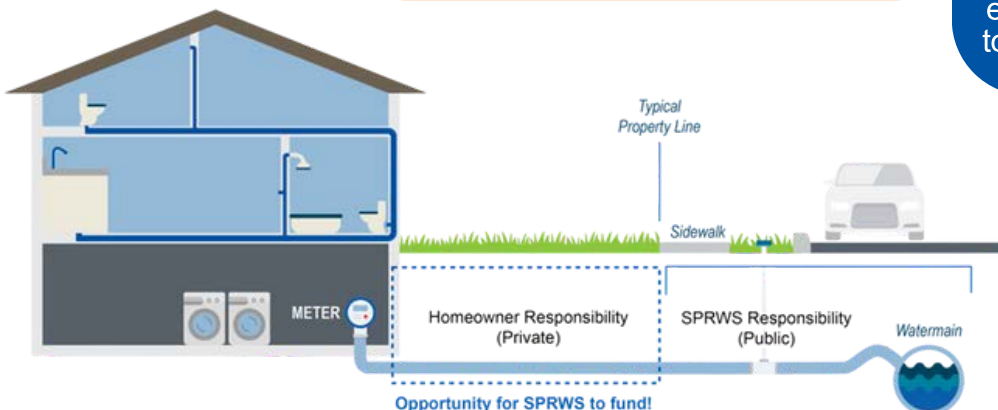 Typical
Property Line
Sidewalk
METER
Homeowner Responsibility
(Private)
SPRWS Responsibility
(Public)
Watermain
Opportunity for SPRWS to fund!